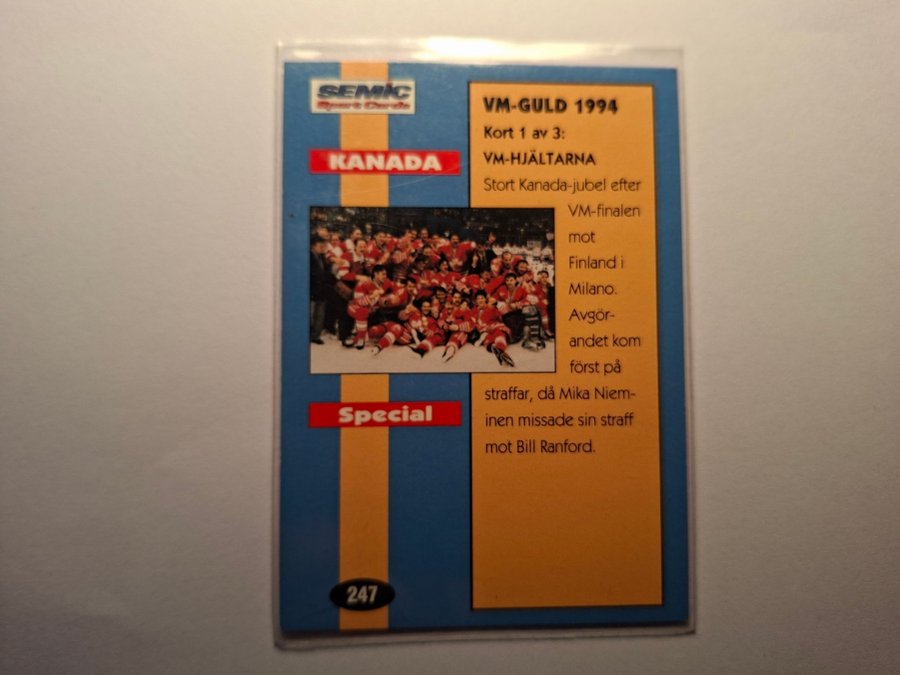 SEMIC
Sport Cards
KANADA
Special
247
VM-GULD 1994
Kort 1 av 3:
VM-HJÄLTARNA
Stort Kanada-jubel efter
VM-finalen
mot
Finland i
Milano.
Avgör-
andet kom
först på
straffar, då Mika Niem-
inen missade sin straff
mot Bill Ranford.